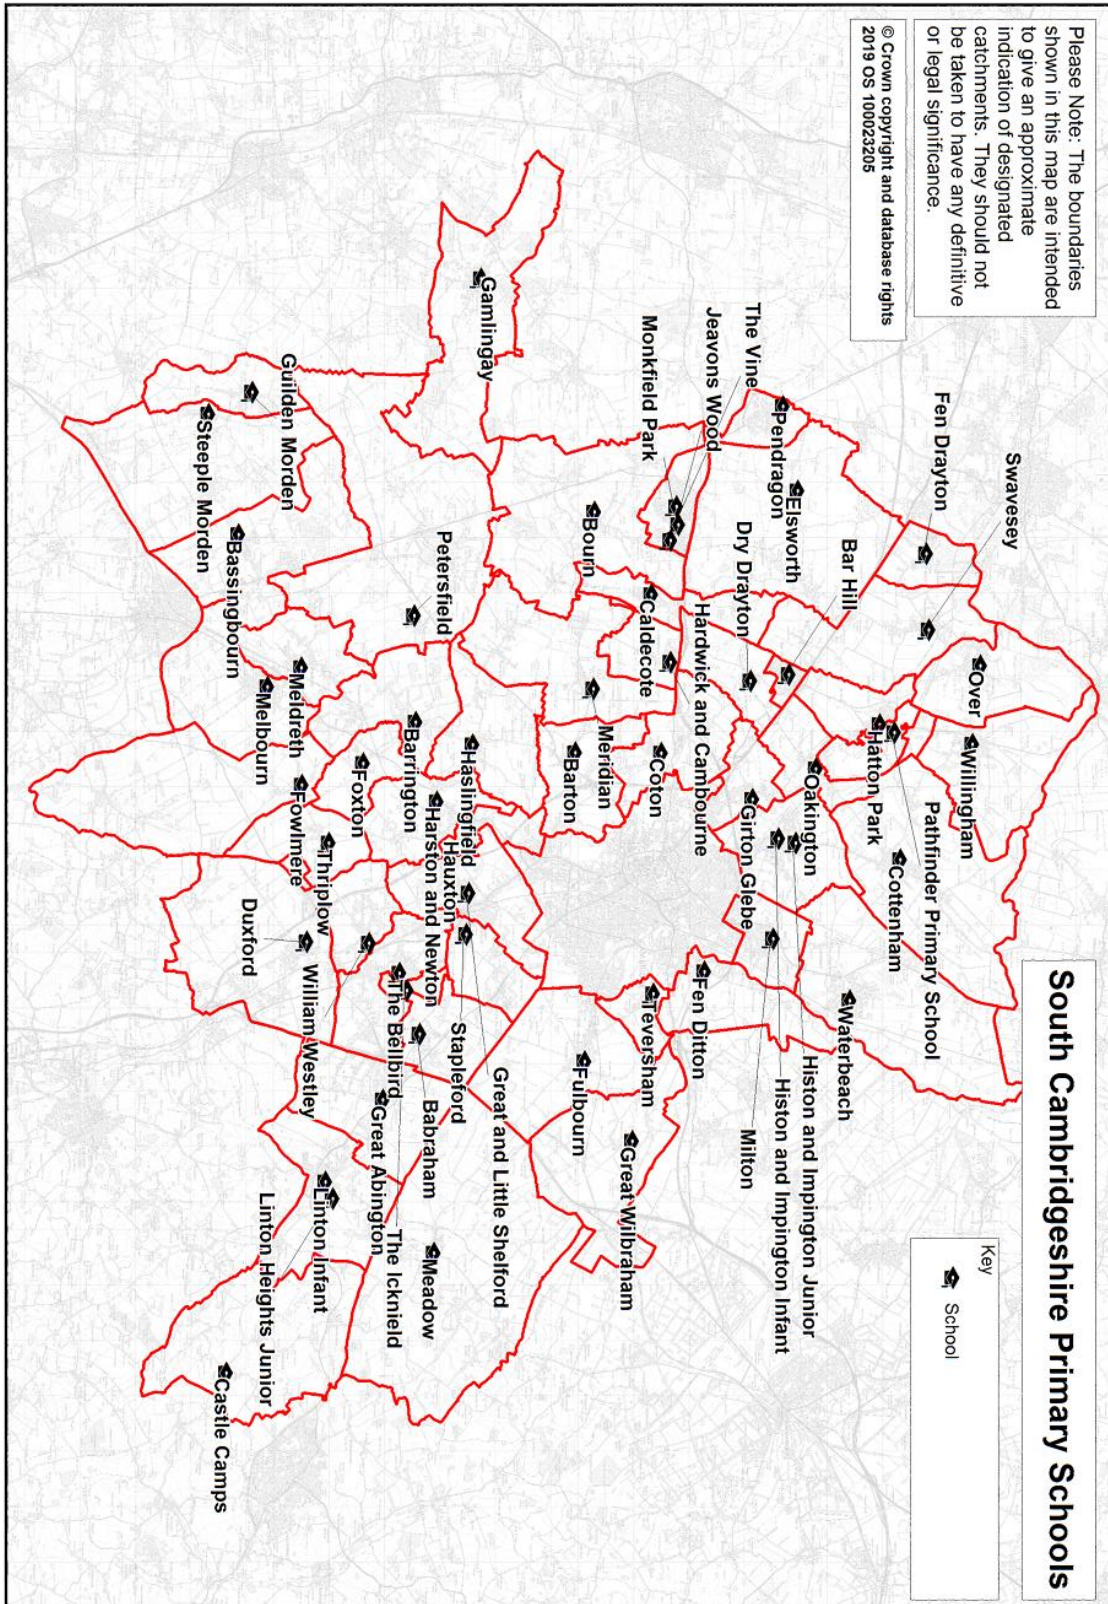 South Cambridgeshire Primary Schools
Please Note: The boundaries
shown in this map are intended
to give an approximate
indication of designated
catchments. They should not
be taken to have any definitive
or legal significance.
© Crown copyright and database rights
2019 OS 100023205
Key
School
Swavesey
Fen Drayton
Over
Willingham
Pathfinder Primary School
Hatton Park
Cottenham
Bar Hill
Oakington
Waterbeach
Histon and Impington Junior
Histon and Impington Infant
Milton
Elsworth
Pendragon
Dry Drayton
Girton Glebe
The Vine
Jeavons Wood
Monkfield Park
Hardwick and Cambourne
Fen Ditton
Caldecote
Coton
Teversham
Great Wilbraham
Bourn
Meridian
Barton
Fulburn
Gamlingay
Haslingfield
Great and Little Shelford
Hauxton
Stapleford
Harston and Newton
Petersfield
Barrington
Babraham
Meadow
The Bellbird
The Icknield
Foxton
Great Abington
Thriplow
William Westley
Linton Infant
Linton Heights Junior
Guilden Morden
Meldreth
Fowlmere
Melbourn
Duxford
Bassingbourn
Steeple Morden
Castle Camps